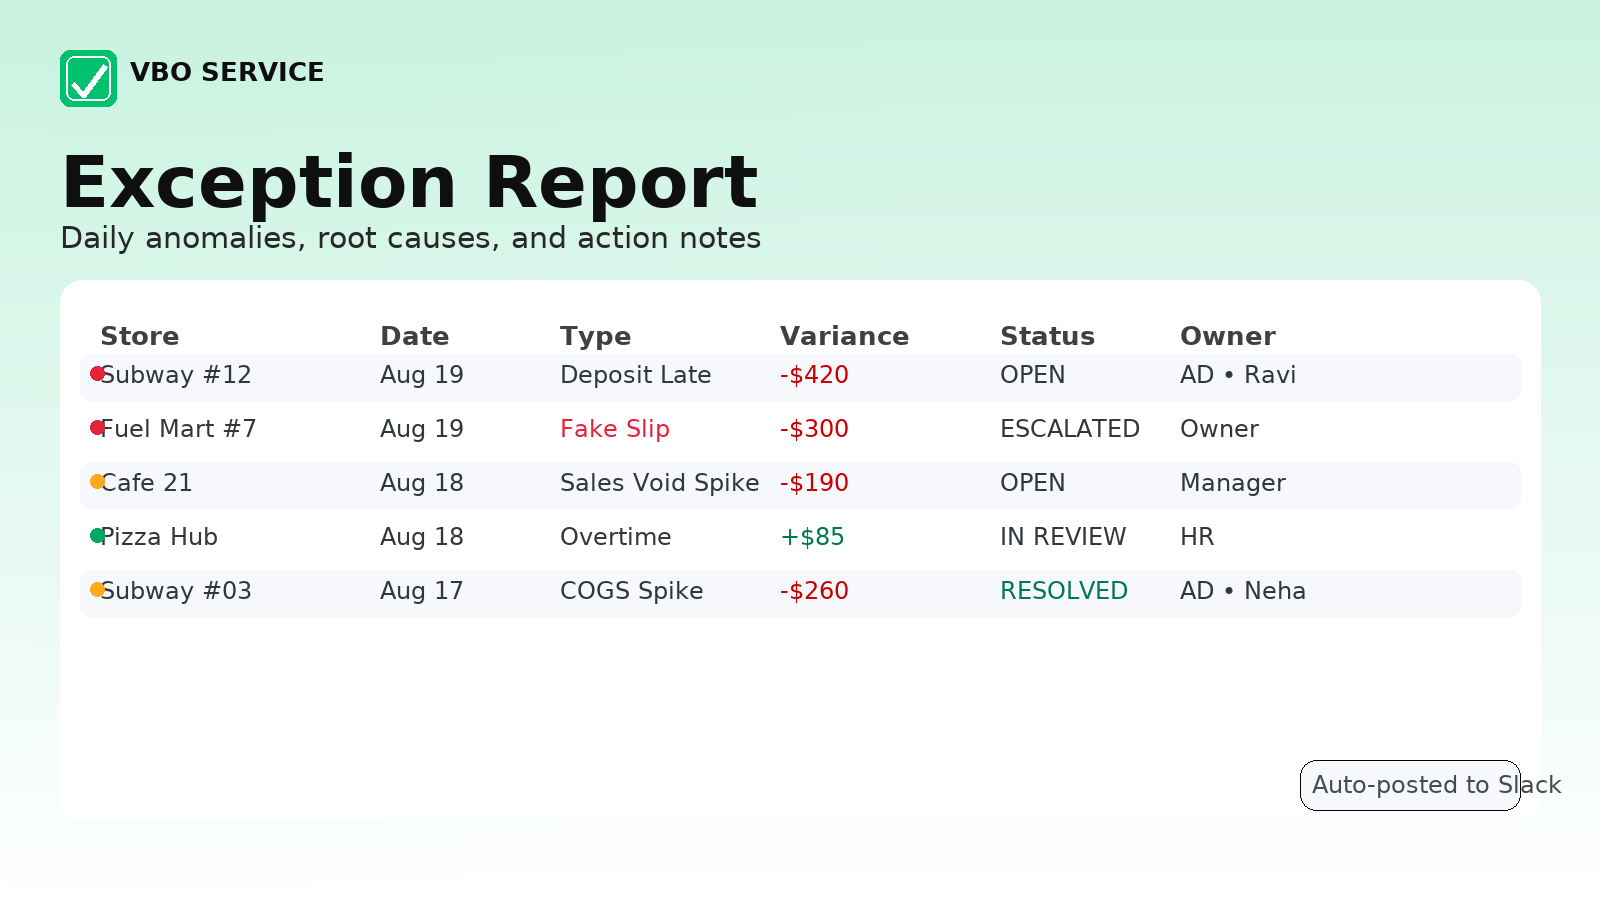 VBO SERVICE
Exception Report
Daily anomalies, root causes, and action notes
Store Date Type Variance Status Owner
Subway #12 Aug 19 Deposit Late -$420 OPEN AD • Ravi
Fuel Mart #7 Aug 19 Fake Slip -$300 ESCALATED Owner
Cafe 21 Aug 18 Sales Void Spike -$190 OPEN Manager
Pizza Hub Aug 18 Overtime +$85 IN REVIEW HR
Subway #03 Aug 17 COGS Spike -$260 RESOLVED AD • Neha
Auto-posted to Slack